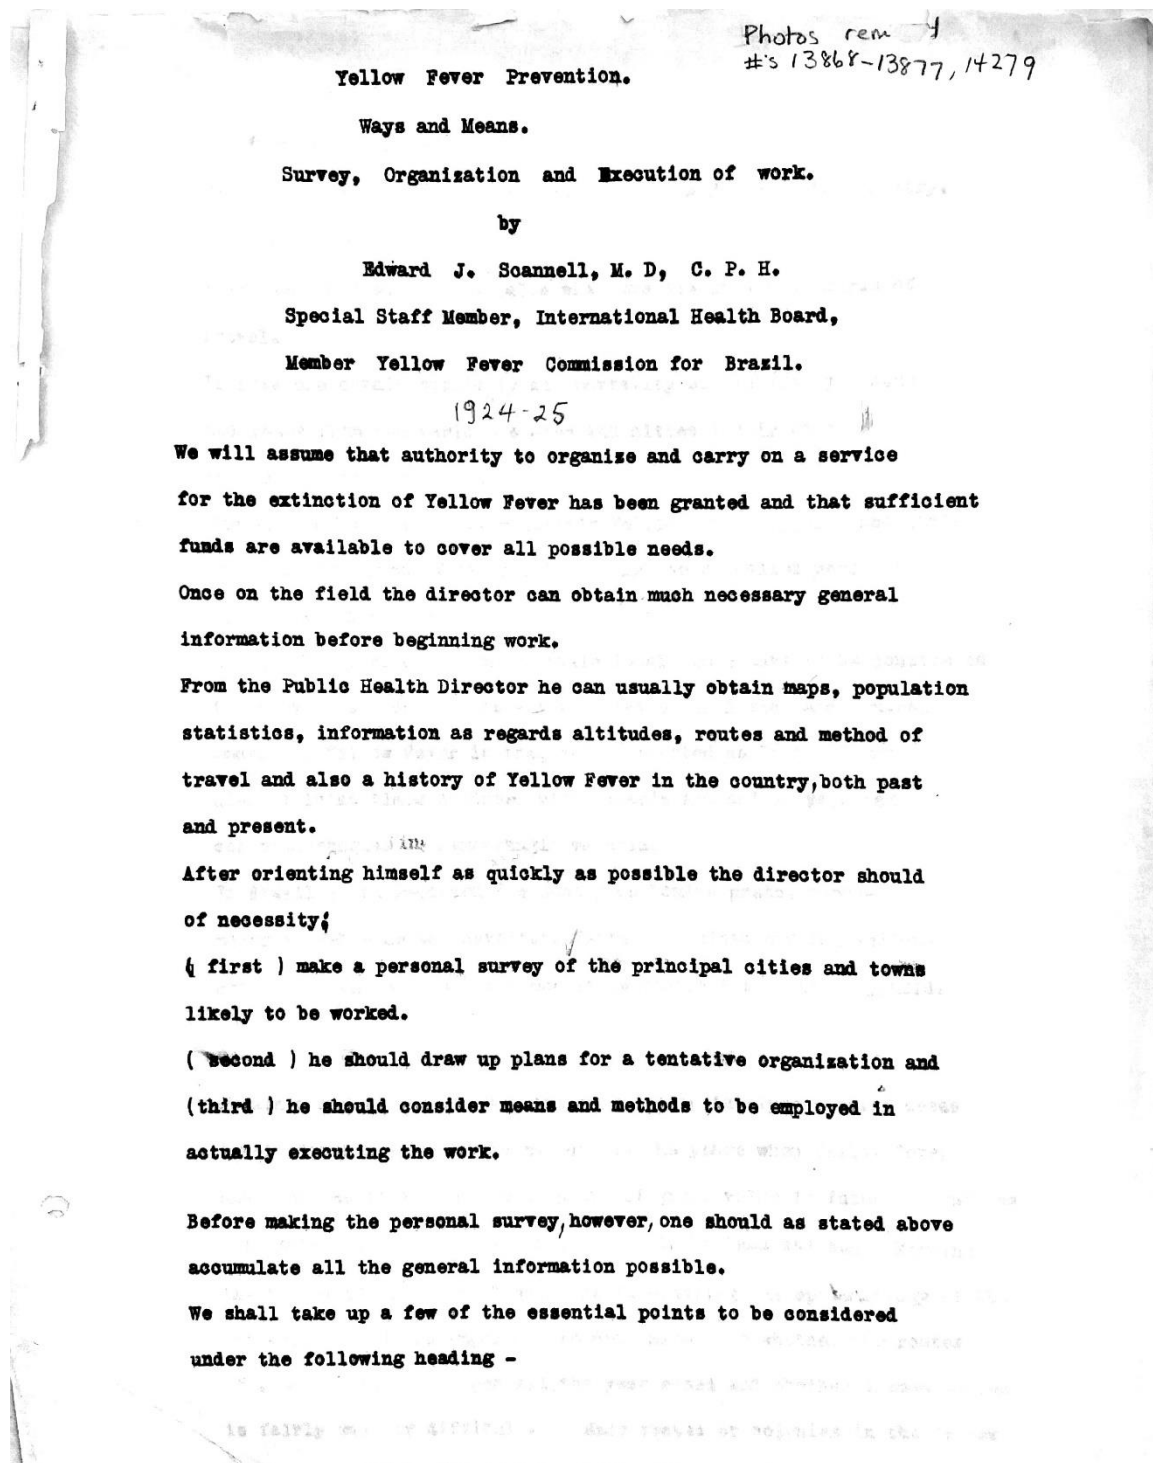 Photos rem
#'s 13868-13877, 14279
Yellow Fever Prevention.
Ways and Means.
Survey, Organization and Execution of work.
by
Edward J. Scannell, M. D, C. P. H.
Special Staff Member, International Health Board,
Member Yellow Fever Commission for Brazil.
1924-25
We will assume that authority to organize and carry on a service
for the extinction of Yellow Fever has been granted and that sufficient
funds are available to cover all possible needs.
Once on the field the director can obtain much necessary general
information before beginning work.
From the Public Health Director he can usually obtain maps, population
statistics, information as regards altitudes, routes and method of
travel and also a history of Yellow Fever in the country, both past
and present.
After orienting himself as quickly as possible the director should
of necessity;
( first ) make a personal survey of the principal cities and towns
likely to be worked.
( second ) he should draw up plans for a tentative organization and
(third ) he should consider means and methods to be employed in
actually executing the work.
Before making the personal survey, however, one should as stated above
accumulate all the general information possible.
We shall take up a few of the essential points to be considered
under the following heading -